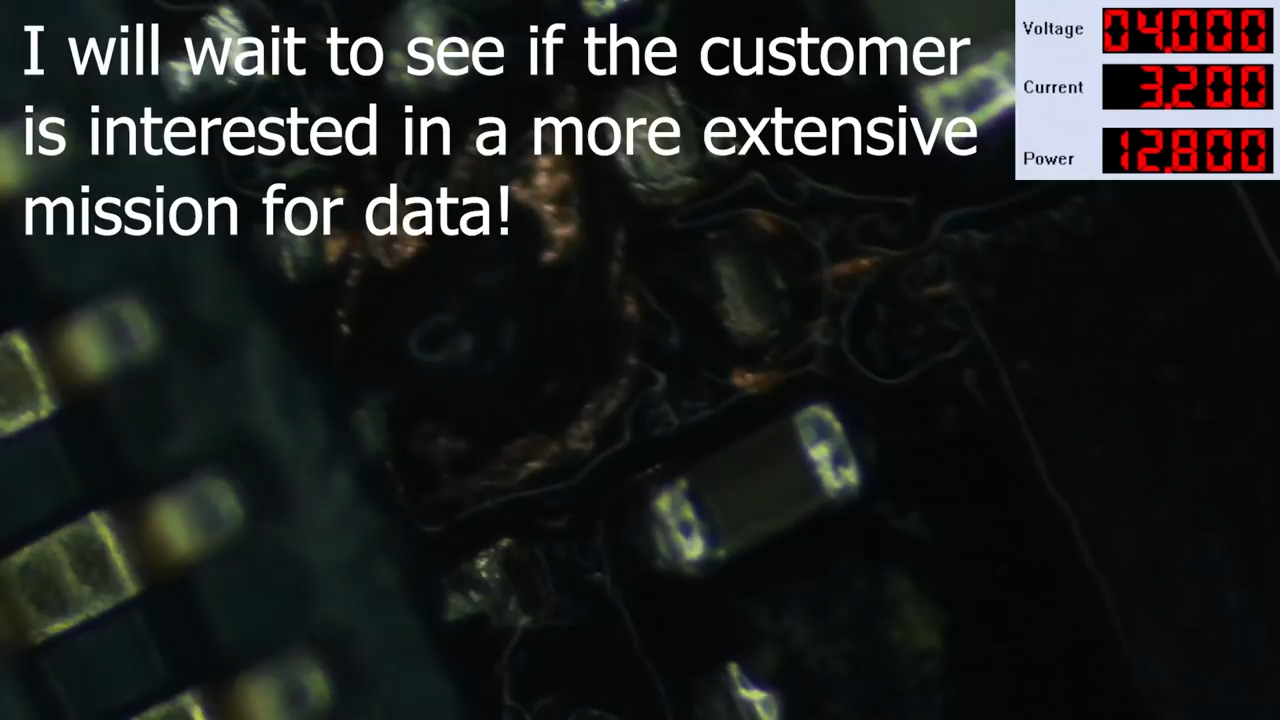 I will wait to see if the customer
is interested in a more extensive
mission for data!
Voltage 04.000
Current 3.200
Power 12.800